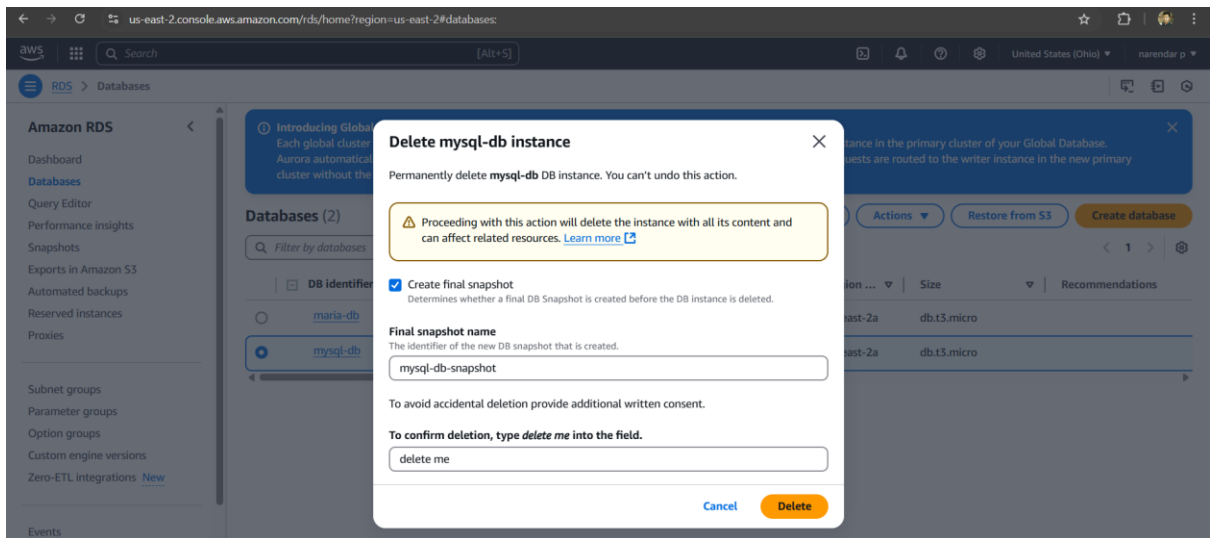 us-east-2.console.aws.amazon.com/rds/home?region=us-east-2#databases:
aws
Search
[Alt+S]
United States (Ohio)
narendar p
RDS > Databases
Amazon RDS
Dashboard
Databases
Query Editor
Performance insights
Snapshots
Exports in Amazon S3
Automated backups
Reserved instances
Proxies
Subnet groups
Parameter groups
Option groups
Custom engine versions
Zero-ETL integrations New
Events
Introducing Global
Each global cluster
Aurora automatical
cluster without the
tance in the primary cluster of your Global Database.
uests are routed to the writer instance in the new primary
Databases (2)
Actions
Restore from S3
Create database
Filter by databases
1
DB identifier
ion ...
Size
Recommendations
maria-db
east-2a
db.t3.micro
mysql-db
east-2a
db.t3.micro
Delete mysql-db instance
Permanently delete mysql-db DB instance. You can't undo this action.
Proceeding with this action will delete the instance with all its content and
can affect related resources. Learn more
Create final snapshot
Determines whether a final DB Snapshot is created before the DB instance is deleted.
Final snapshot name
The identifier of the new DB snapshot that is created.
mysql-db-snapshot
To avoid accidental deletion provide additional written consent.
To confirm deletion, type delete me into the field.
delete me
Cancel
Delete